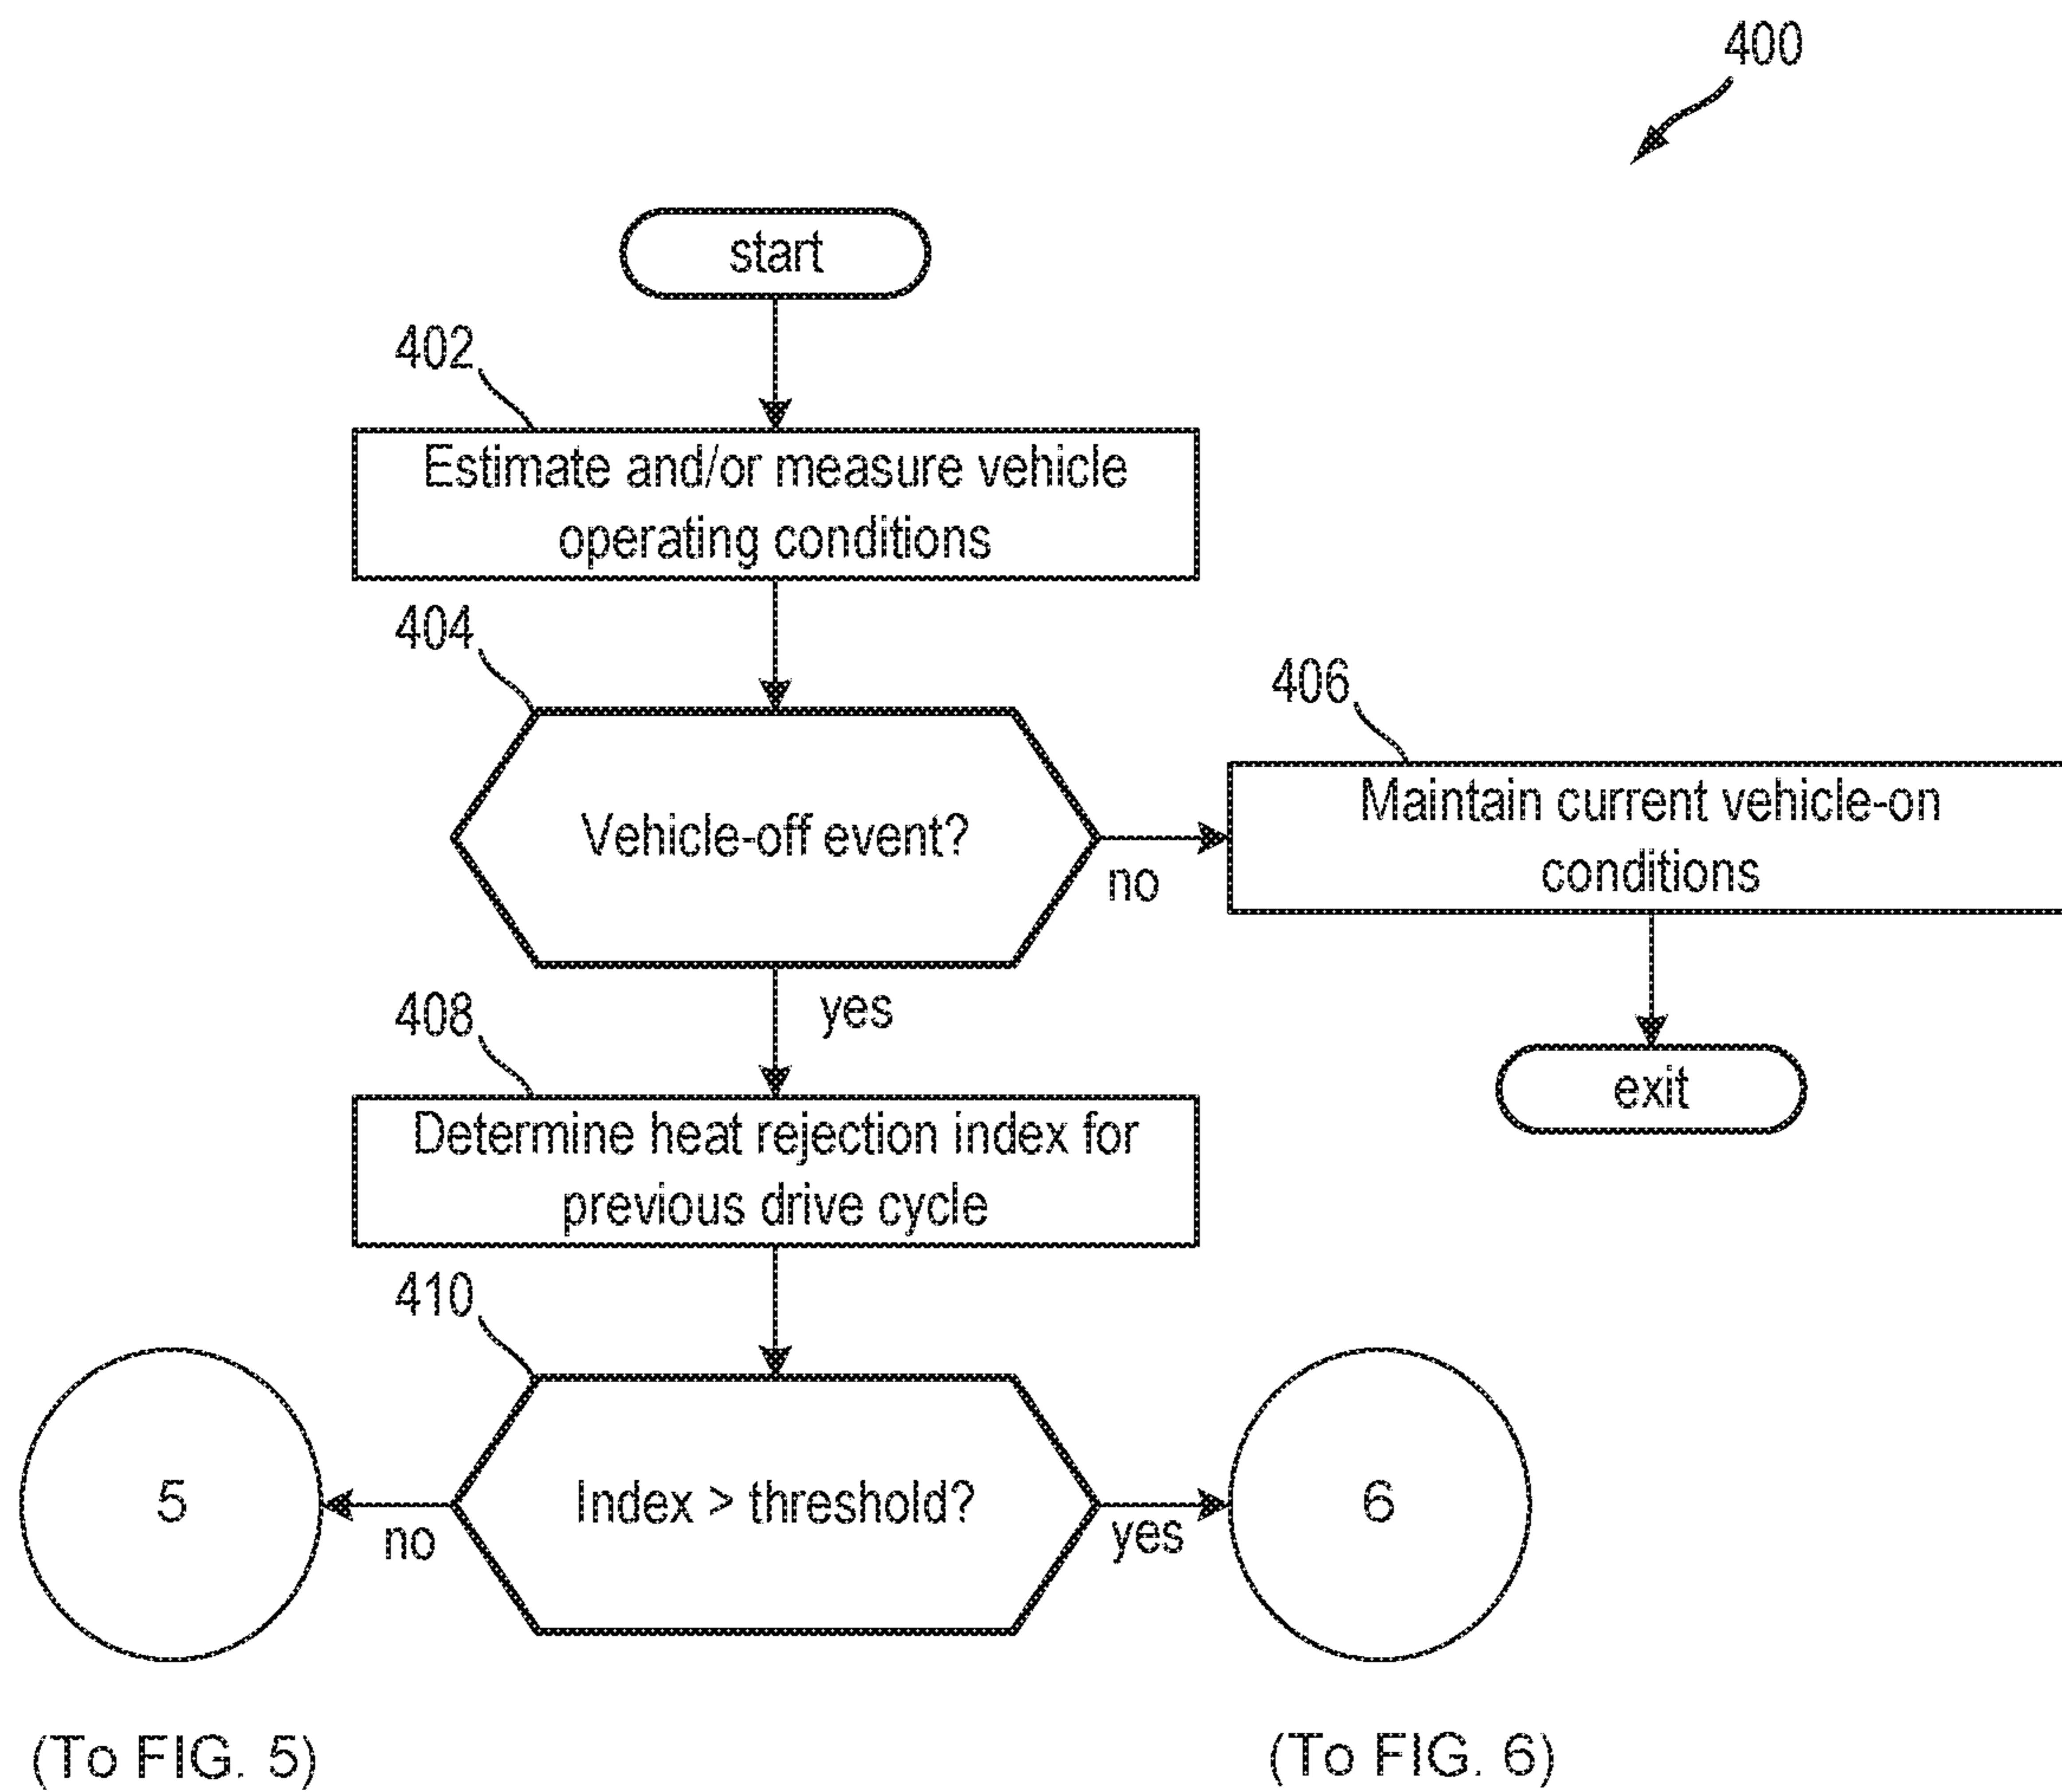 400
start
402
Estimate and/or measure vehicle
operating conditions
404
Vehicle-off event?
no
406
Maintain current vehicle-on
conditions
exit
yes
408
Determine heat rejection index for
previous drive cycle
410
5
no
Index > threshold?
yes
6
(To FIG. 5)
(To FIG. 6)